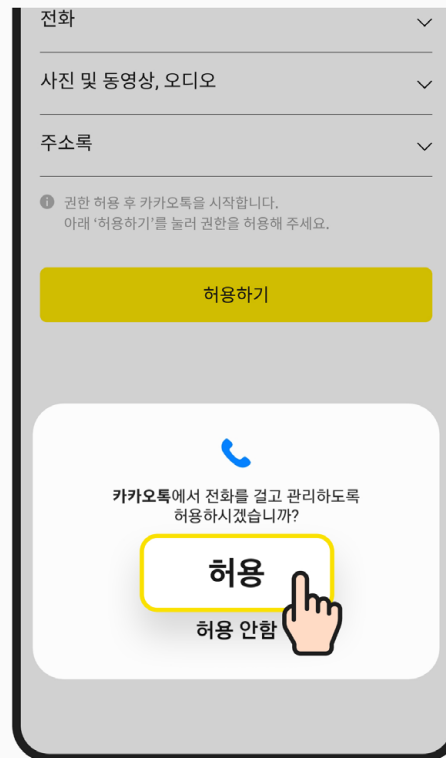 전화
사진 및 동영상, 오디오
주소록
권한 허용 후 카카오톡을 시작합니다.
아래 ‘허용하기’를 눌러 권한을 허용해 주세요.
허용하기
카카오톡에서 전화를 걸고 관리하도록
허용하시겠습니까?
허용
허용 안함